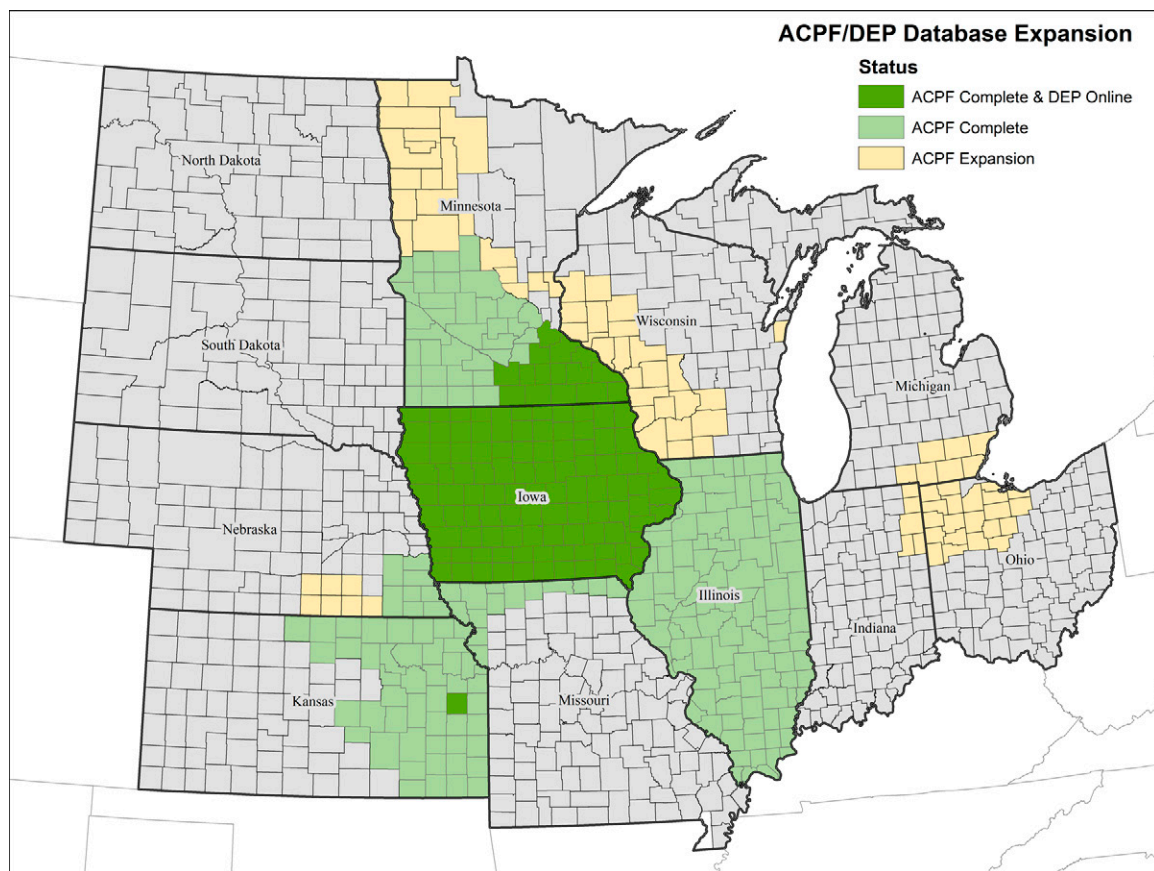 ACPF/DEP Database Expansion
Status
ACPF Complete & DEP Online
ACPF Complete
ACPF Expansion
North Dakota
Minnesota
Wisconsin
South Dakota
Michigan
Iowa
Nebraska
Ohio
Illinois
Indiana
Kansas
Missouri